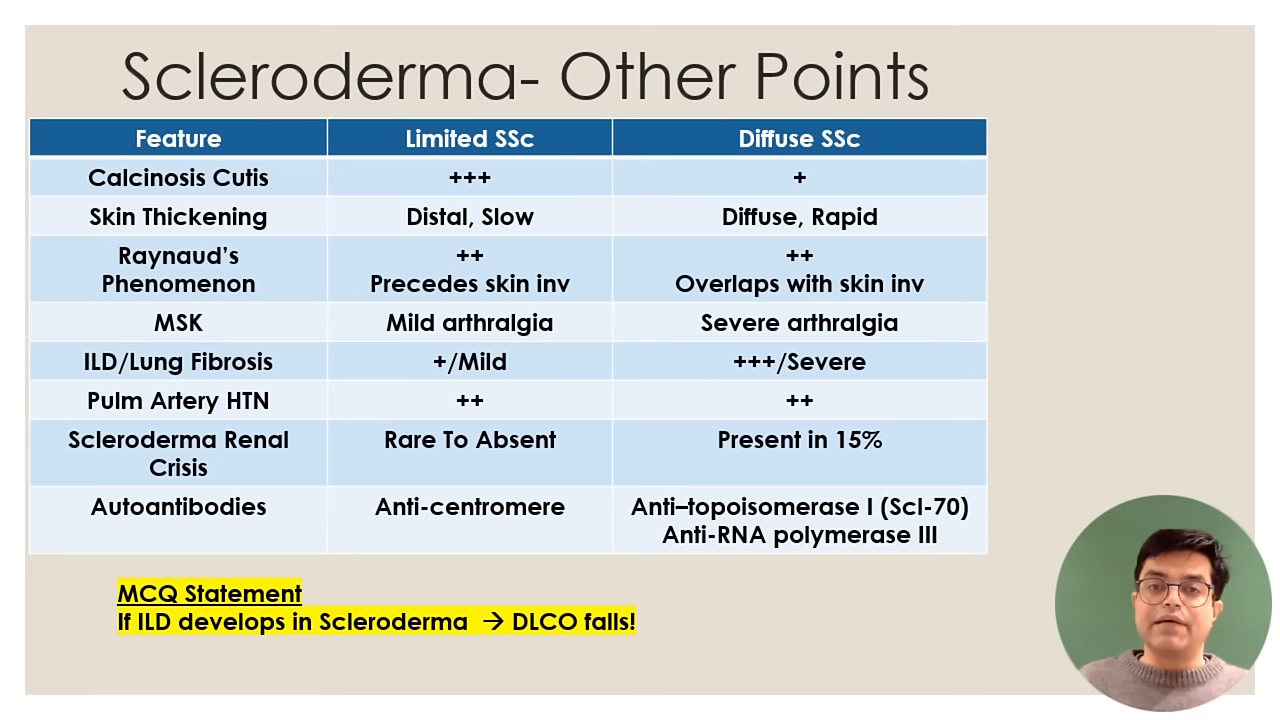 Scleroderma- Other Points
Feature Limited SSc Diffuse SSc
Calcinosis Cutis +++ +
Skin Thickening Distal, Slow Diffuse, Rapid
Raynaud's ++ ++
Phenomenon Precedes skin inv Overlaps with skin inv
MSK Mild arthralgia Severe arthralgia
ILD/Lung Fibrosis +/Mild +++/Severe
Pulm Artery HTN ++ ++
Scleroderma Renal Rare To Absent Present in 15%
Crisis
Autoantibodies Anti-centromere Anti–topoisomerase I (Scl-70)
Anti-RNA polymerase III
MCQ Statement
If ILD develops in Scleroderma → DLCO falls!